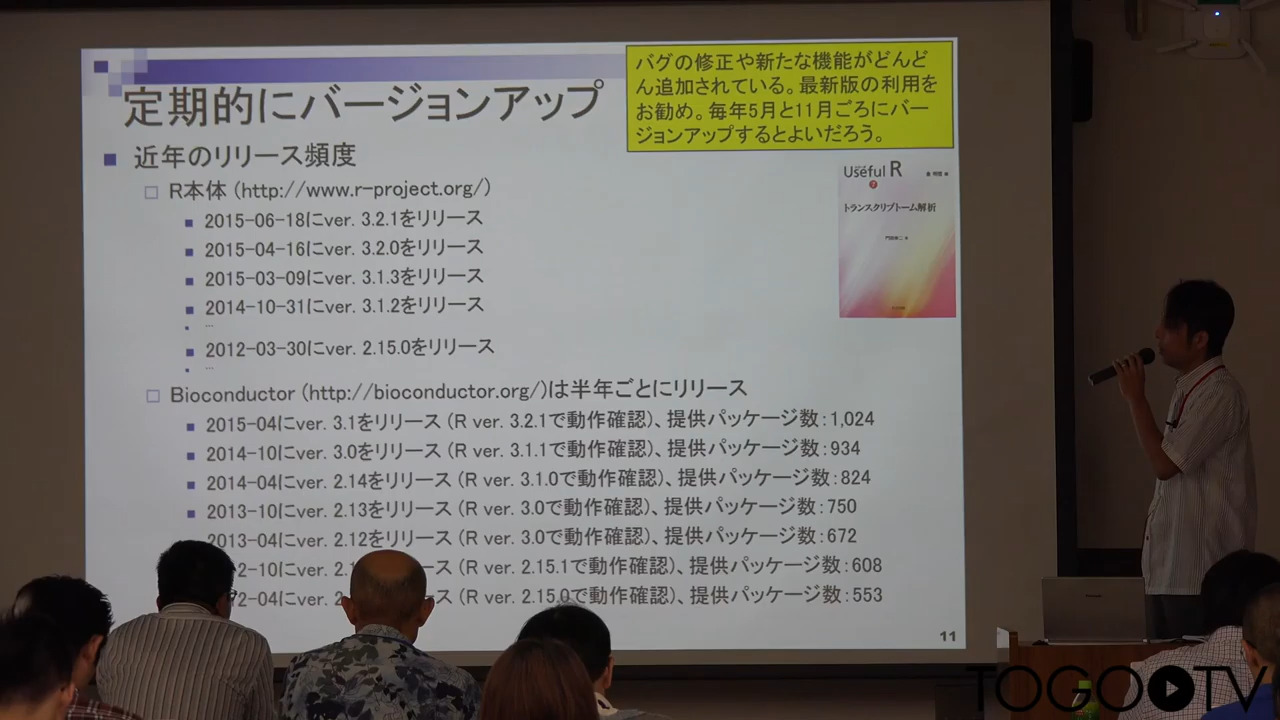 定期的にバージョンアップ
バグの修正や新たな機能がどんど
ん追加されている。最新版の利用を
お勧め。毎年5月と11月ごろにバー
ジョンアップするとよいだろう。
■ 近年のリリース頻度
□ R本体 (http://www.r-project.org/)
■ 2015-06-18にver. 3.2.1をリリース
■ 2015-04-16にver. 3.2.0をリリース
■ 2015-03-09にver. 3.1.3をリリース
■ 2014-10-31にver. 3.1.2をリリース
■ …
■ 2012-03-30にver. 2.15.0をリリース
■ …
□ Bioconductor (http://bioconductor.org/)は半年ごとにリリース
■ 2015-04にver. 3.1をリリース (R ver. 3.2.1で動作確認)、提供パッケージ数：1,024
■ 2014-10にver. 3.0をリリース (R ver. 3.1.1で動作確認)、提供パッケージ数：934
■ 2014-04にver. 2.14をリリース (R ver. 3.1.0で動作確認)、提供パッケージ数：824
■ 2013-10にver. 2.13をリリース (R ver. 3.0で動作確認)、提供パッケージ数：750
2013-04にver. 2.12をリリース (R ver. 3.0で動作確認)、提供パッケージ数：672
2-10にver. 2. ース (R ver. 2.15.1で動作確認)、提供パッケージ数：608
2-04にver. 2 ース (R ver. 2.15.0で動作確認)、提供パッケージ数：553
Useful R
7
トランスクリプトーム解析
11
TOGOTV